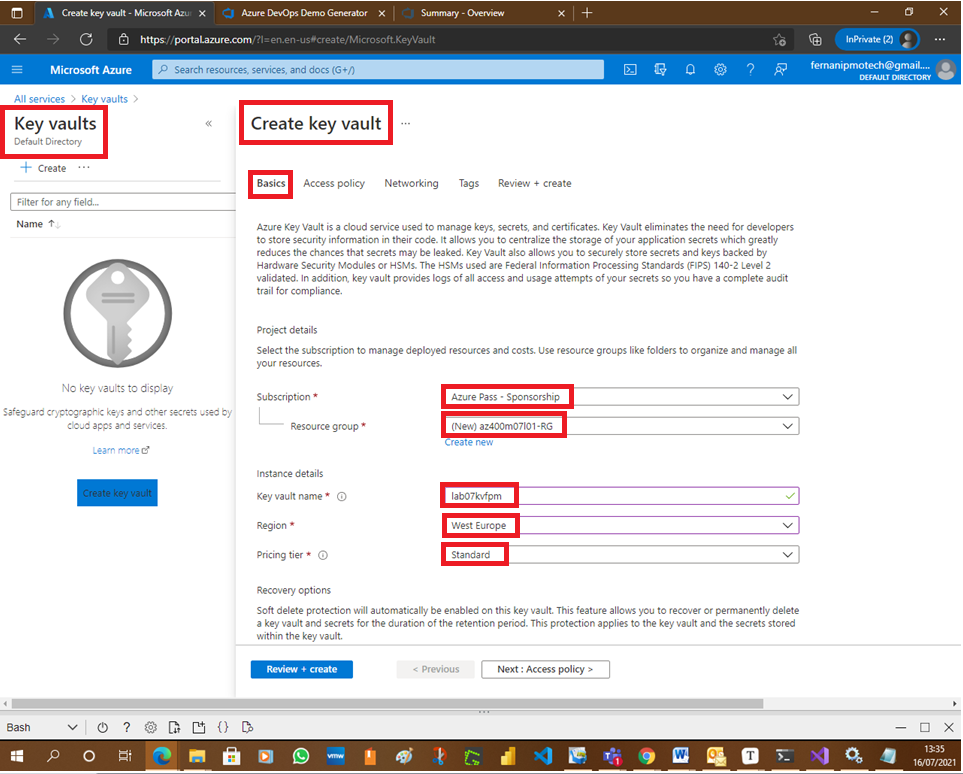 Create key vault - Microsoft Azu
Azure DevOps Demo Generator
Summary - Overview
https://portal.azure.com/?l=en.en-us#create/Microsoft.KeyVault
InPrivate (2)
Microsoft Azure
Search resources, services, and docs (G+/)
fernanipmotech@gmail....
DEFAULT DIRECTORY
All services > Key vaults >
Key vaults
Default Directory
+ Create ...
Filter for any field...
Name ↑↓
No key vaults to display
Safeguard cryptographic keys and other secrets used by
cloud apps and services.
Learn more
Create key vault
Create key vault ...
Basics Access policy Networking Tags Review + create
Azure Key Vault is a cloud service used to manage keys, secrets, and certificates. Key Vault eliminates the need for developers
to store security information in their code. It allows you to centralize the storage of your application secrets which greatly
reduces the chances that secrets may be leaked. Key Vault also allows you to securely store secrets and keys backed by
Hardware Security Modules or HSMs. The HSMs used are Federal Information Processing Standards (FIPS) 140-2 Level 2
validated. In addition, key vault provides logs of all access and usage attempts of your secrets so you have a complete audit
trail for compliance.
Project details
Select the subscription to manage deployed resources and costs. Use resource groups like folders to organize and manage all
your resources.
Subscription * Azure Pass - Sponsorship
Resource group * (New) az400m07l01-RG
Create new
Instance details
Key vault name * lab07kvfpm
Region * West Europe
Pricing tier * Standard
Recovery options
Soft delete protection will automatically be enabled on this key vault. This feature allows you to recover or permanently delete
a key vault and secrets for the duration of the retention period. This protection applies to the key vault and the secrets stored
within the key vault.
Review + create < Previous Next : Access policy >
Bash
13:35
16/07/2021